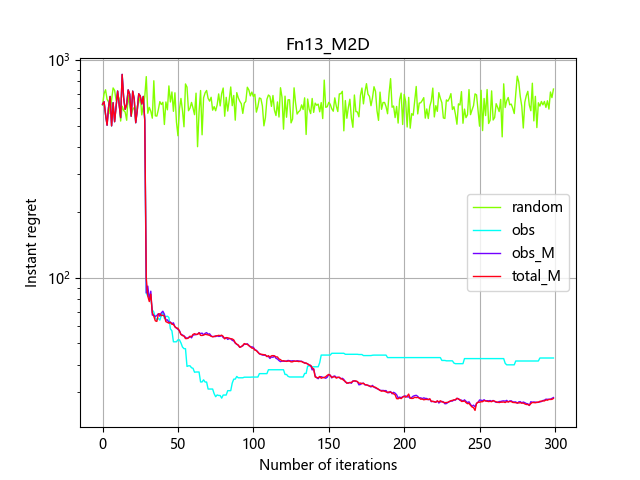 Fn13_M2D
10³
10²
Instant regret
random
obs
obs_M
total_M
0 50 100 150 200 250 300
Number of iterations